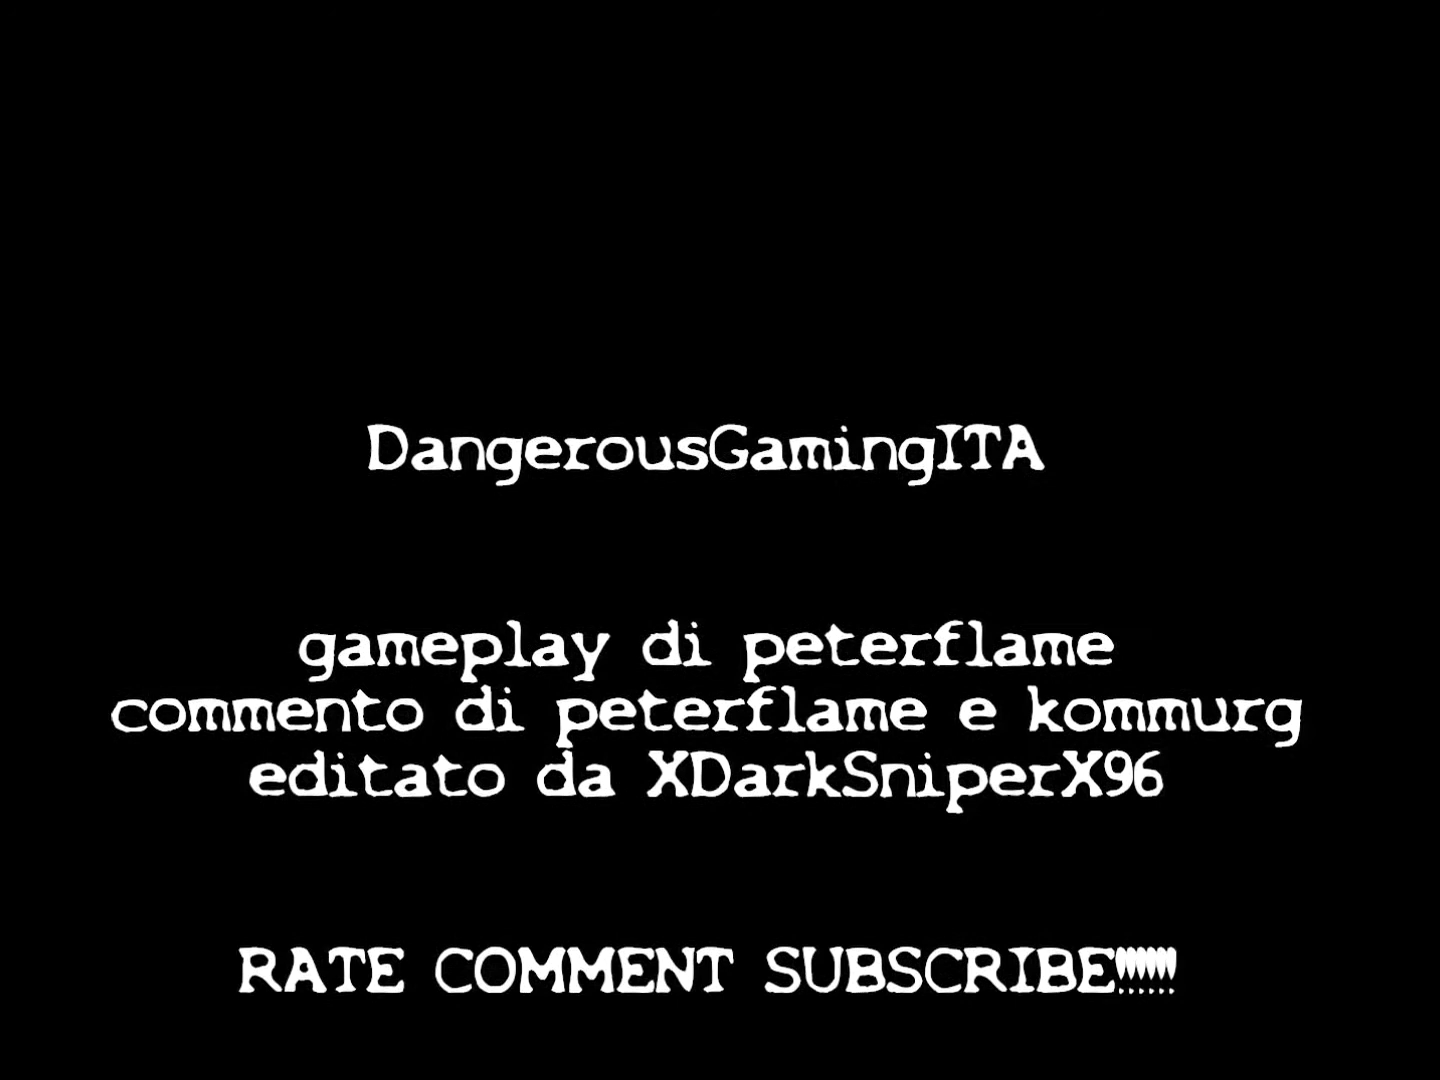 DangerousGamingITA
gameplay di peterflame
commento di peterflame e kommurg
editato da XDarkSniperX96
RATE COMMENT SUBSCRIBE!!!!!!